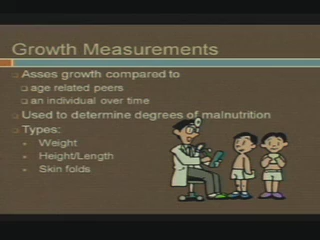 Growth Measurements
Asses growth compared to
age related peers
an individual over time
Used to determine degrees of malnutrition
Types:
Weight
Height/Length
Skin folds